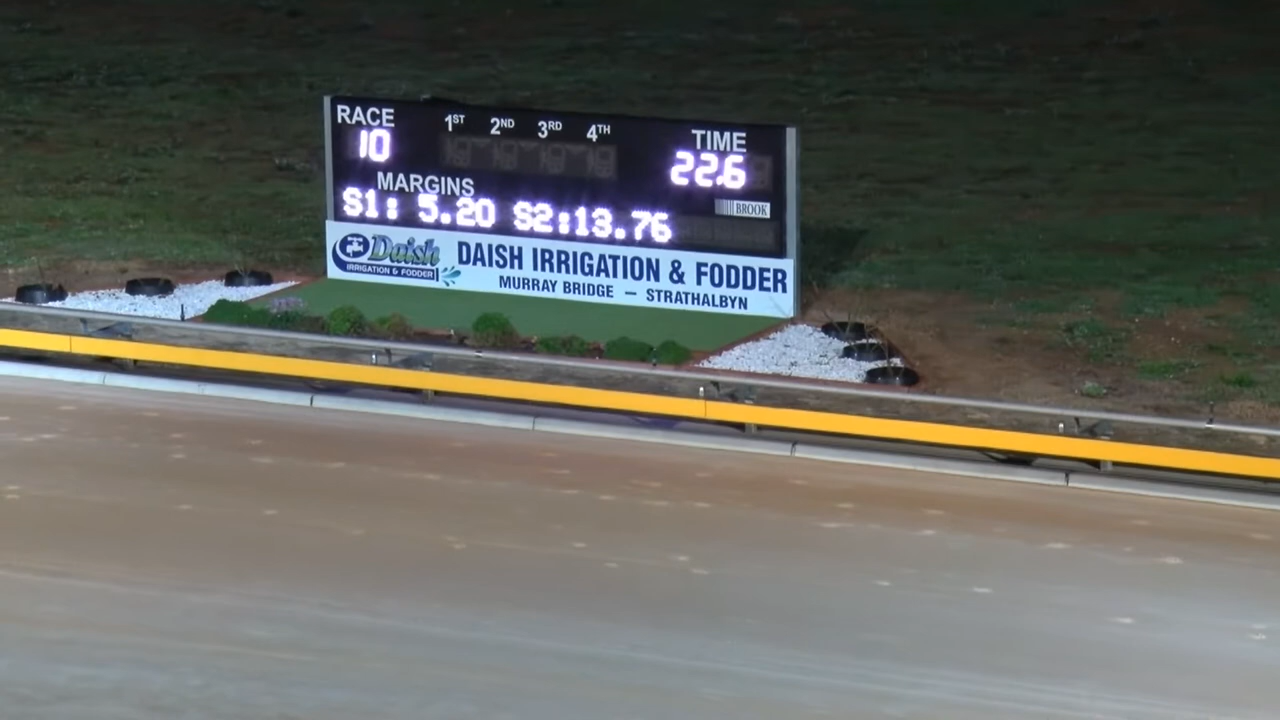 RACE 1ST 2ND 3RD 4TH TIME
10 22.6
MARGINS
S1: 5.20 S2:13.76
BROOK
Daish
IRRIGATION & FODDER
DAISH IRRIGATION & FODDER
MURRAY BRIDGE – STRATHALBYN